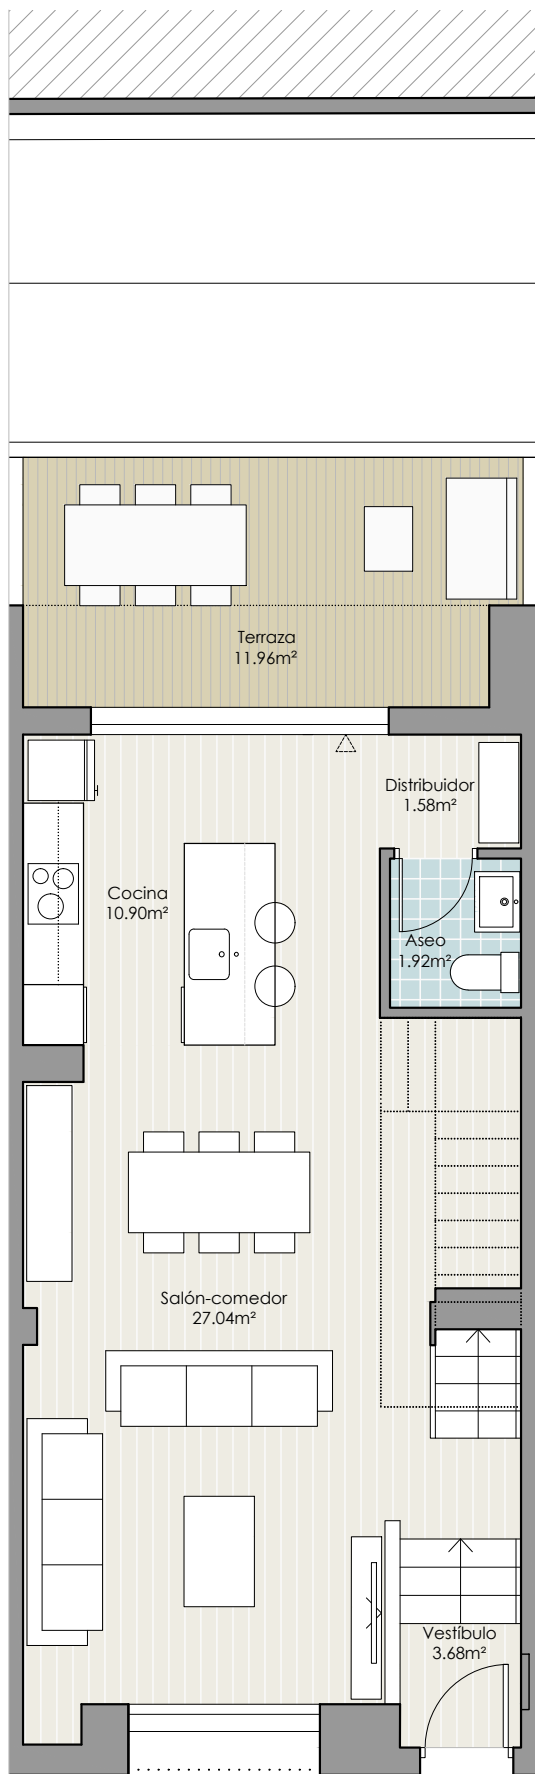 Terraza
11.96m²
Distribuidor
1.58m²
Cocina
10.90m²
Aseo
1.92m²
Salón-comedor
27.04m²
Vestíbulo
3.68m²